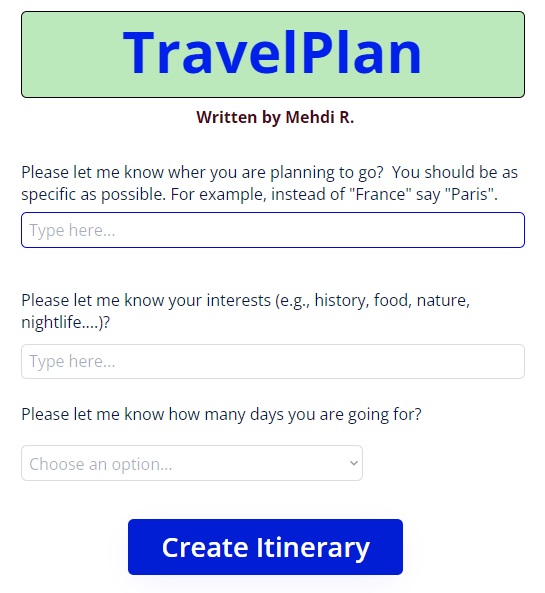 TravelPlan
Written by Mehdi R.
Please let me know wher you are planning to go?  You should be as
specific as possible. For example, instead of "France" say "Paris".
Type here...
Please let me know your interests (e.g., history, food, nature,
nightlife....)?
Type here...
Please let me know how many days you are going for?
Choose an option...
Create Itinerary